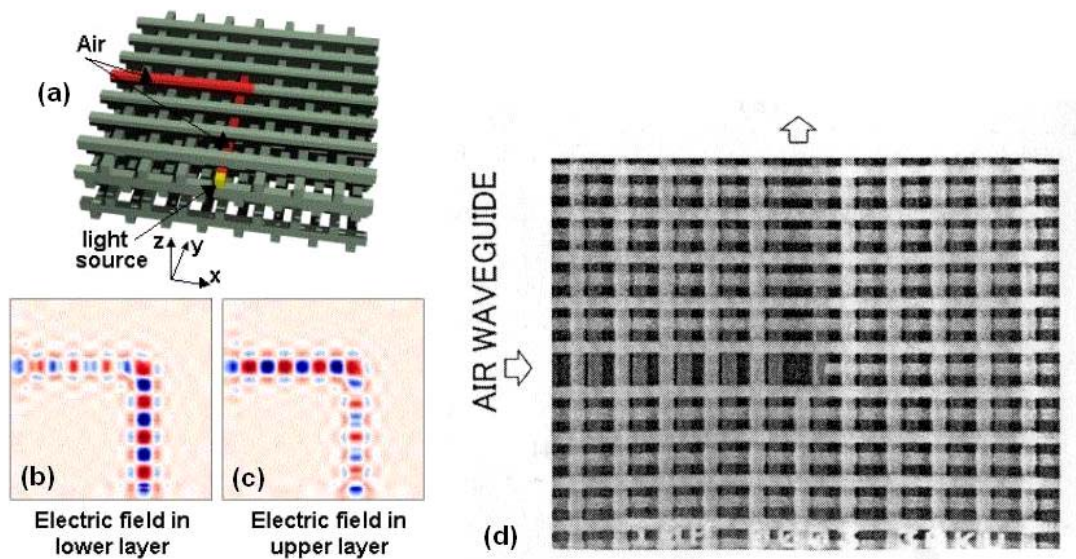 Air
(a)
light
source
z
y
x
(b)
(c)
Electric field in
lower layer
Electric field in
upper layer
AIR WAVEGUIDE
(d)